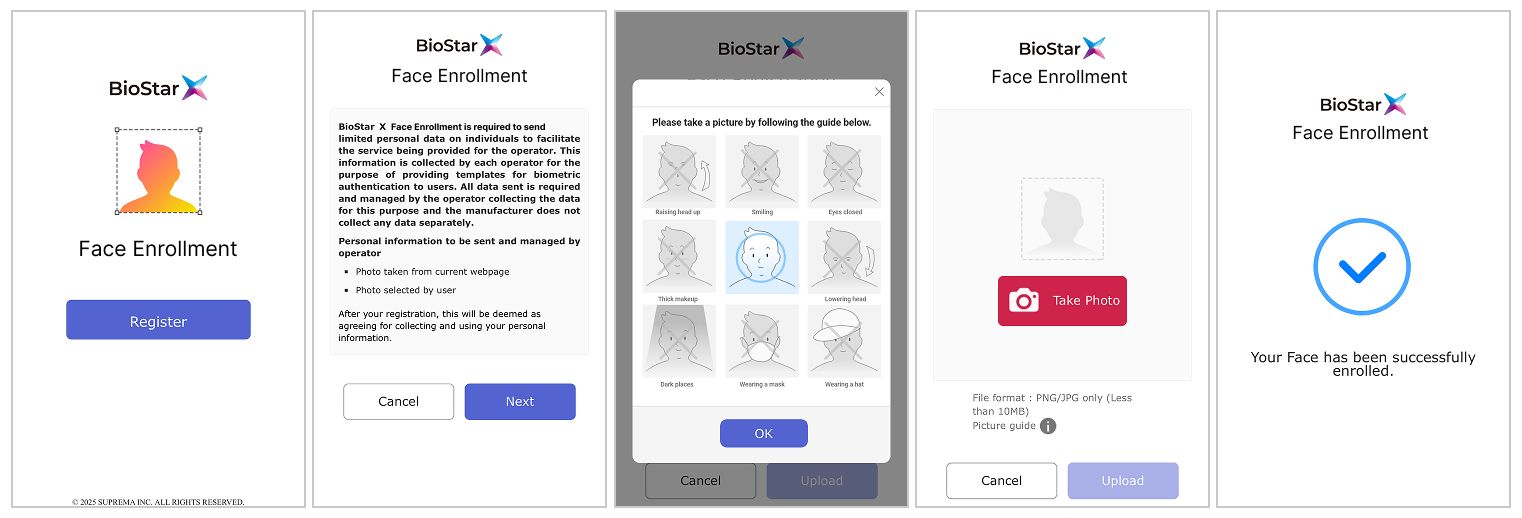 BioStar X
Face Enrollment
Register
© 2025 SUPREMA INC. ALL RIGHTS RESERVED.
BioStar X
Face Enrollment
BioStar X Face Enrollment is required to send
limited personal data on individuals to facilitate
the service being provided for the operator. This
information is collected by each operator for the
purpose of providing templates for biometric
authentication to users. All data sent is required
and managed by the operator collecting the data
for this purpose and the manufacturer does not
collect any data separately.
Personal information to be sent and managed by
operator
▪ Photo taken from current webpage
▪ Photo selected by user
After your registration, this will be deemed as
agreeing for collecting and using your personal
information.
Cancel
Next
BioStar X
Please take a picture by following the guide below.
Raising head up
Smiling
Eyes closed
Thick makeup
Lowering head
Dark places
Wearing a mask
Wearing a hat
OK
Cancel
Upload
BioStar X
Face Enrollment
Take Photo
File format : PNG/JPG only (Less
than 10MB)
Picture guide
Cancel
Upload
BioStar X
Face Enrollment
Your Face has been successfully
enrolled.